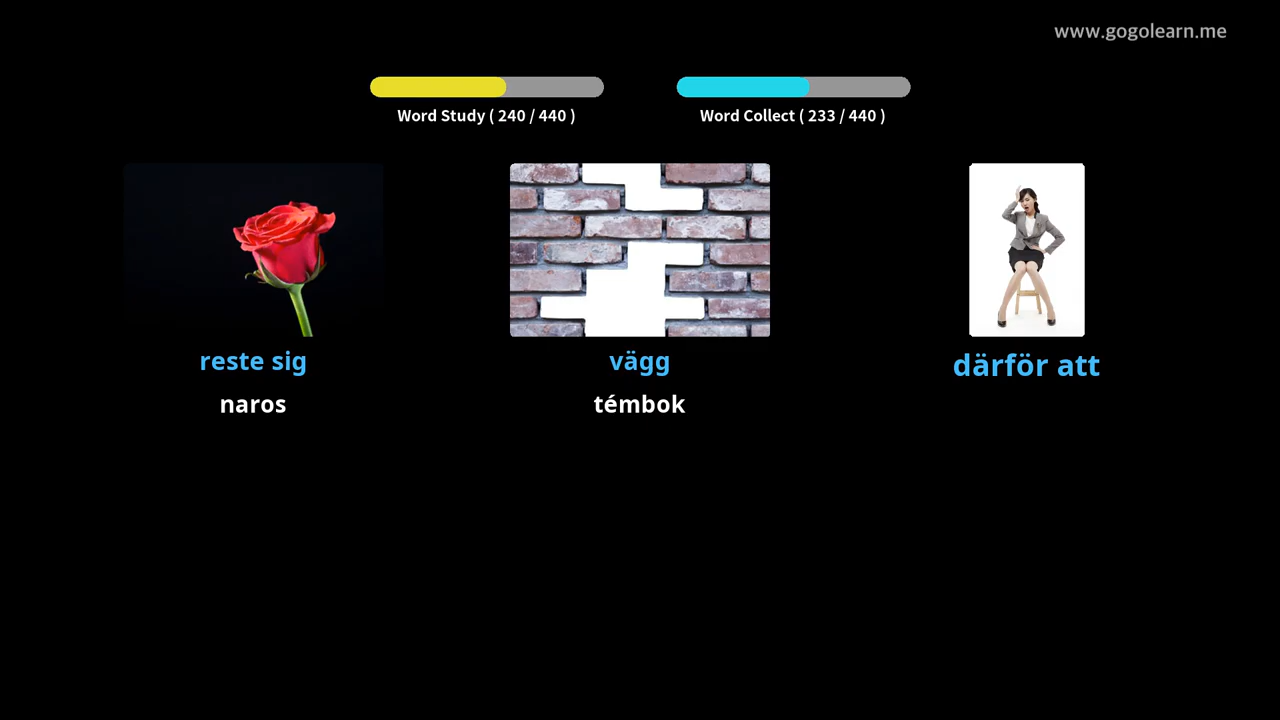 www.gogolearn.me
Word Study ( 240 / 440 )
Word Collect ( 233 / 440 )
reste sig
naros
vägg
témbok
därför att